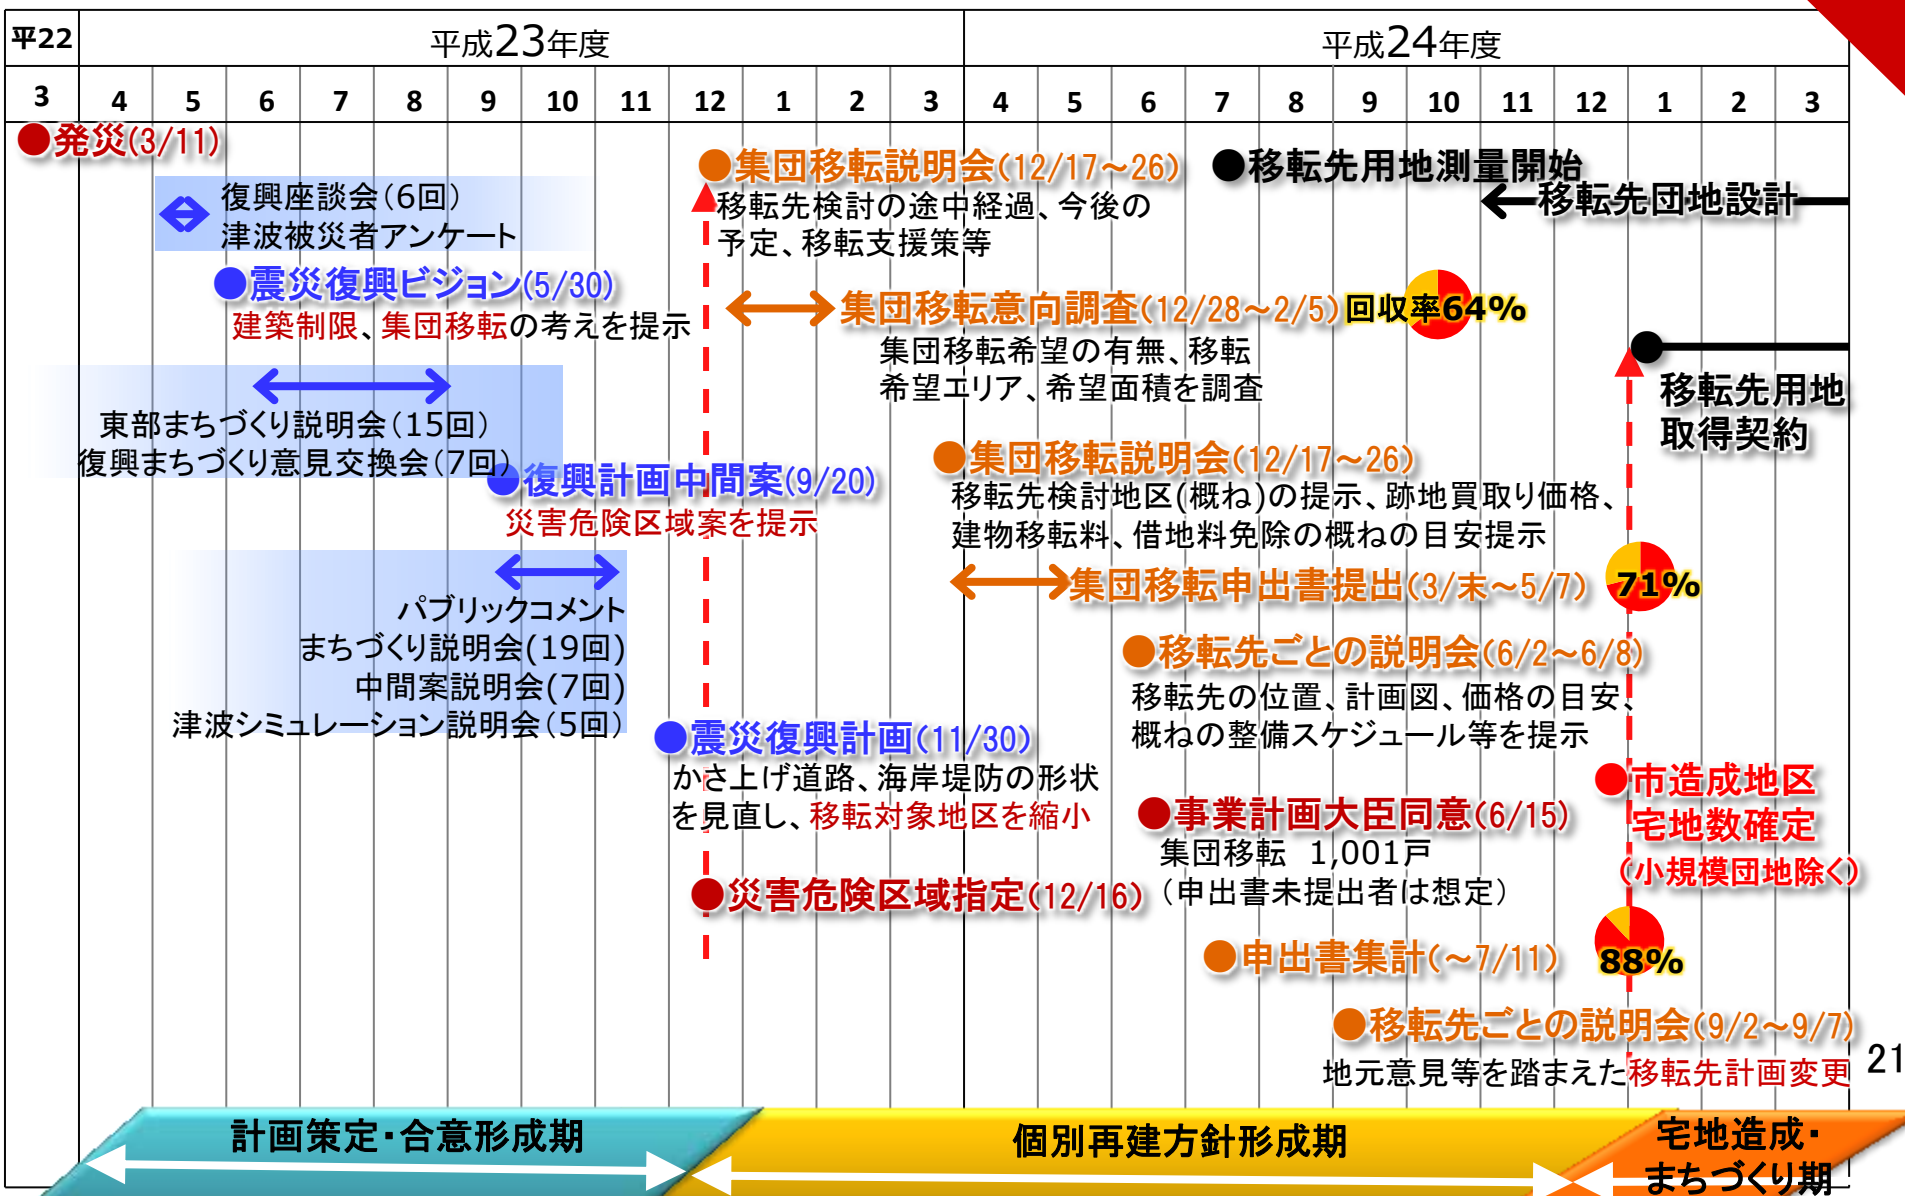 平22
平成23年度
平成24年度
3 4 5 6 7 8 9 10 11 12 1 2 3 4 5 6 7 8 9 10 11 12 1 2 3
●発災(3/11)
復興座談会(6回)
津波被災者アンケート
●震災復興ビジョン(5/30)
建築制限、集団移転の考えを提示
東部まちづくり説明会(15回)
復興まちづくり意見交換会(7回)
●復興計画中間案(9/20)
災害危険区域案を提示
パブリックコメント
まちづくり説明会(19回)
中間案説明会(7回)
津波シミュレーション説明会(5回)
●震災復興計画(11/30)
かさ上げ道路、海岸堤防の形状
を見直し、移転対象地区を縮小
●災害危険区域指定(12/16)
●集団移転説明会(12/17～26)
移転先検討の途中経過、今後の
予定、移転支援策等
集団移転意向調査(12/28～2/5)
回収率64%
集団移転希望の有無、移転
希望エリア、希望面積を調査
●集団移転説明会(12/17～26)
移転先検討地区(概ね)の提示、跡地買取り価格、
建物移転料、借地料免除の概ねの目安提示
集団移転申出書提出(3/末～5/7)
71%
●移転先ごとの説明会(6/2～6/8)
移転先の位置、計画図、価格の目安、
概ねの整備スケジュール等を提示
●事業計画大臣同意(6/15)
集団移転 1,001戸
(申出書未提出者は想定)
●申出書集計(～7/11)
88%
●移転先ごとの説明会(9/2～9/7)
地元意見等を踏まえた移転先計画変更
●移転先用地測量開始
移転先団地設計
移転先用地
取得契約
●市造成地区
宅地数確定
(小規模団地除く)
21
計画策定・合意形成期
個別再建方針形成期
宅地造成・
まちづくり期